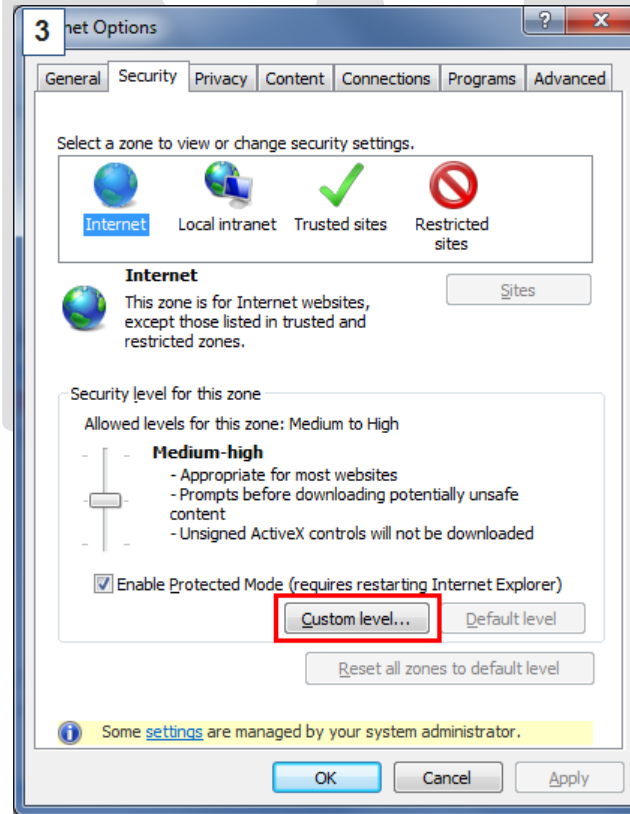 3
net Options
?
X
General Security Privacy Content Connections Programs Advanced
Select a zone to view or change security settings.
Internet Local intranet Trusted sites Restricted
sites
Internet
Sites
This zone is for Internet websites,
except those listed in trusted and
restricted zones.
Security level for this zone
Allowed levels for this zone: Medium to High
Medium-high
- Appropriate for most websites
- Prompts before downloading potentially unsafe
content
- Unsigned ActiveX controls will not be downloaded
Enable Protected Mode (requires restarting Internet Explorer)
Custom level... Default level
Reset all zones to default level
Some settings are managed by your system administrator.
OK Cancel Apply